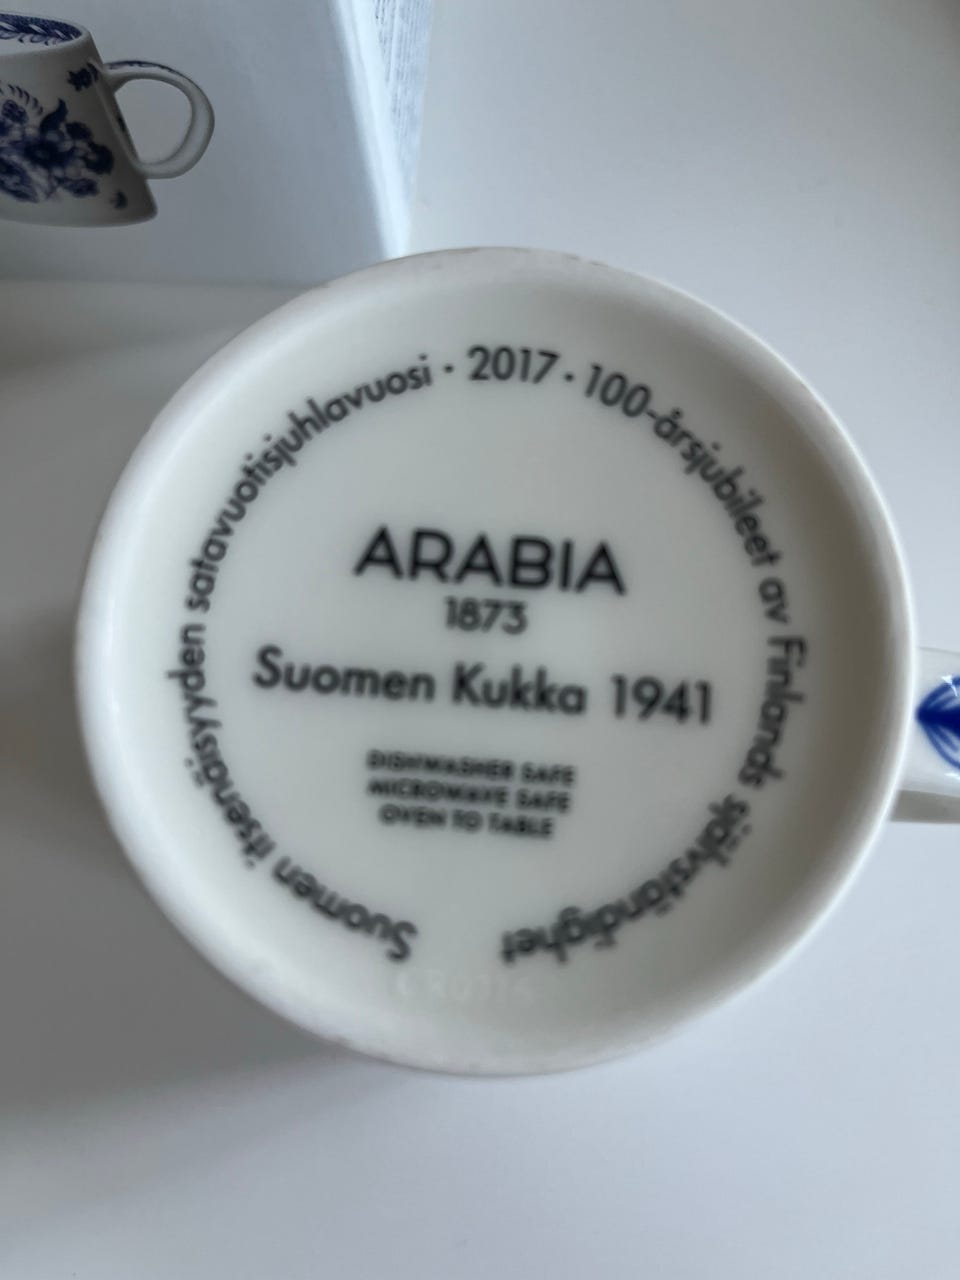 Suomen itsenäisyyden satavuotisjuhlavuosi · 2017 · 100-årsjubileet av Finlands självständighet
ARABIA
1873
Suomen Kukka 1941
DISHWASHER SAFE
MICROWAVE SAFE
OVEN TO TABLE